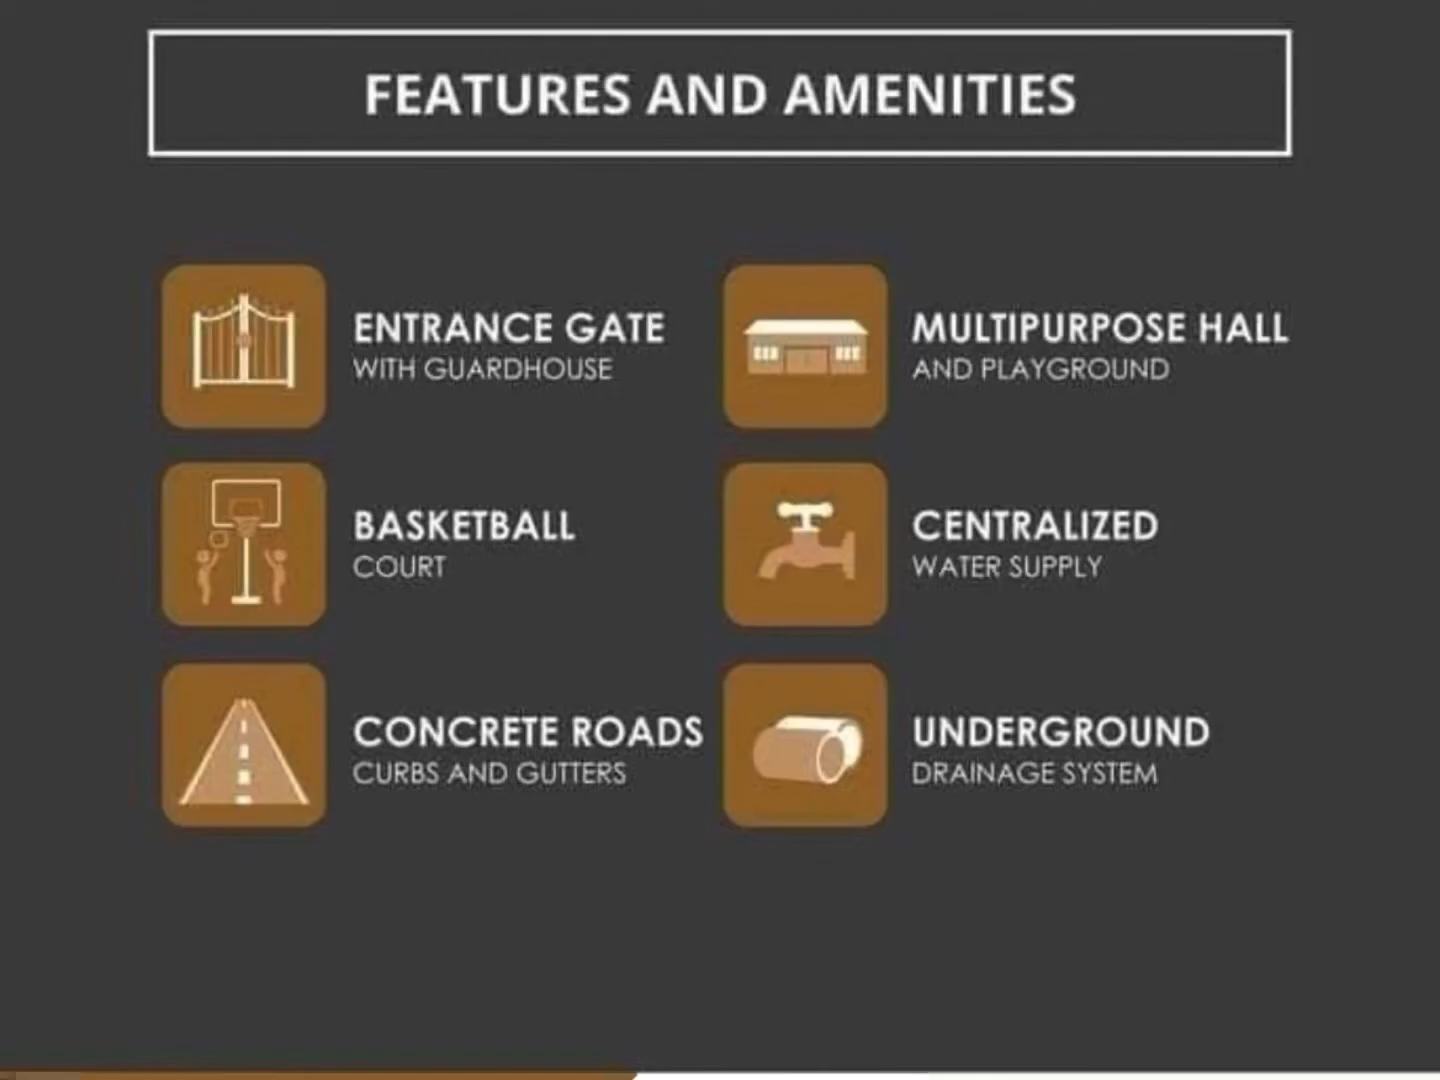 FEATURES AND AMENITIES
ENTRANCE GATE
WITH GUARDHOUSE
MULTIPURPOSE HALL
AND PLAYGROUND
BASKETBALL
COURT
CENTRALIZED
WATER SUPPLY
CONCRETE ROADS
CURBS AND GUTTERS
UNDERGROUND
DRAINAGE SYSTEM